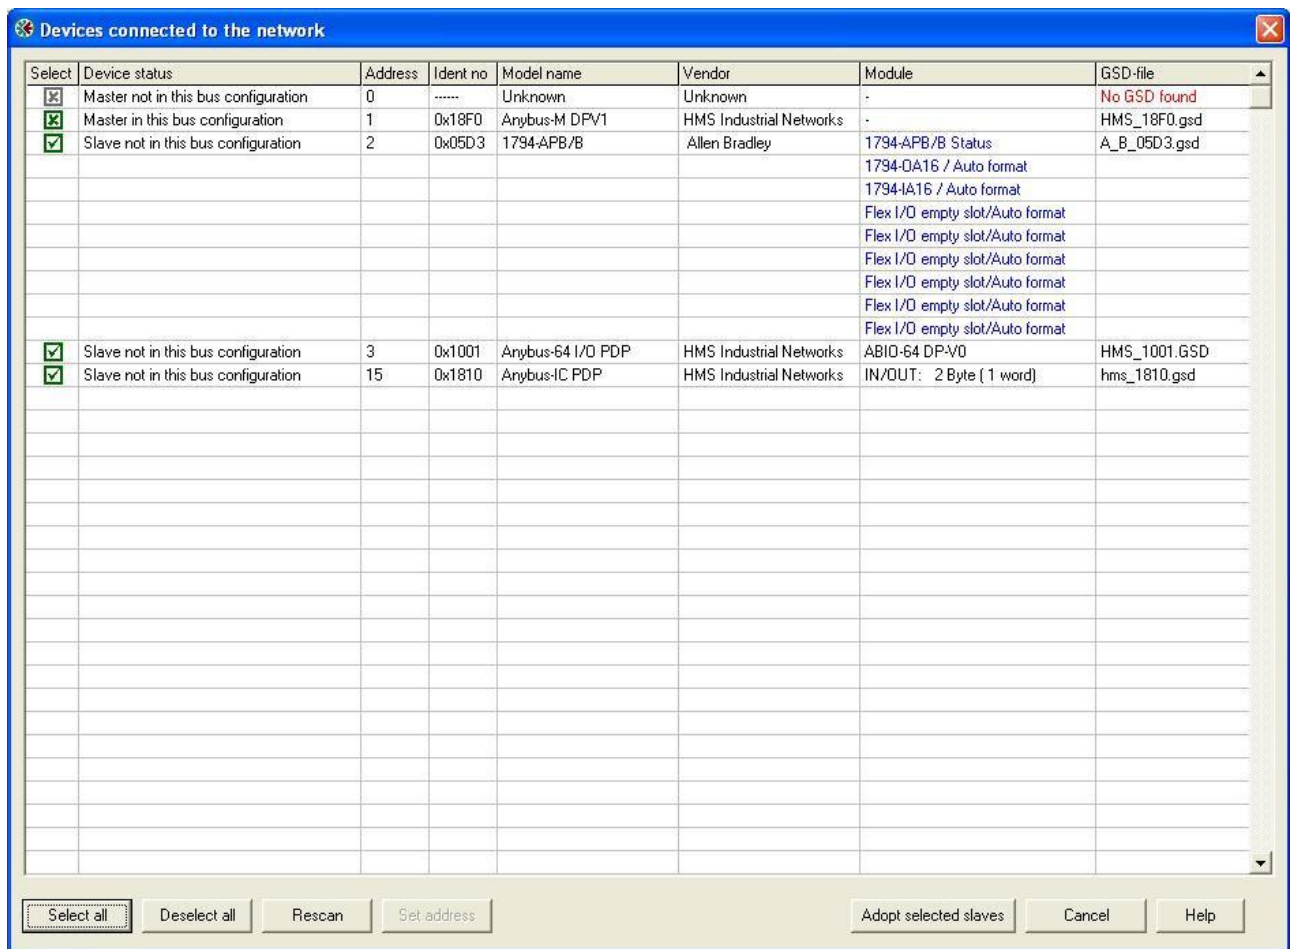 Devices connected to the network
Select Device status Address Ident no Model name Vendor Module GSD-file
Master not in this bus configuration 0 ------ Unknown Unknown - No GSD found
Master in this bus configuration 1 0x18F0 Anybus-M DPV1 HMS Industrial Networks - HMS_18F0.gsd
Slave not in this bus configuration 2 0x05D3 1794-APB/B Allen Bradley 1794-APB/B Status A_B_05D3.gsd
1794-OA16 / Auto format
1794-IA16 / Auto format
Flex I/O empty slot/Auto format
Flex I/O empty slot/Auto format
Flex I/O empty slot/Auto format
Flex I/O empty slot/Auto format
Flex I/O empty slot/Auto format
Flex I/O empty slot/Auto format
Slave not in this bus configuration 3 0x1001 Anybus-64 I/O PDP HMS Industrial Networks ABIO-64 DP-V0 HMS_1001.GSD
Slave not in this bus configuration 15 0x1810 Anybus-IC PDP HMS Industrial Networks IN/OUT: 2 Byte ( 1 word) hms_1810.gsd
Select all Deselect all Rescan Set address Adopt selected slaves Cancel Help